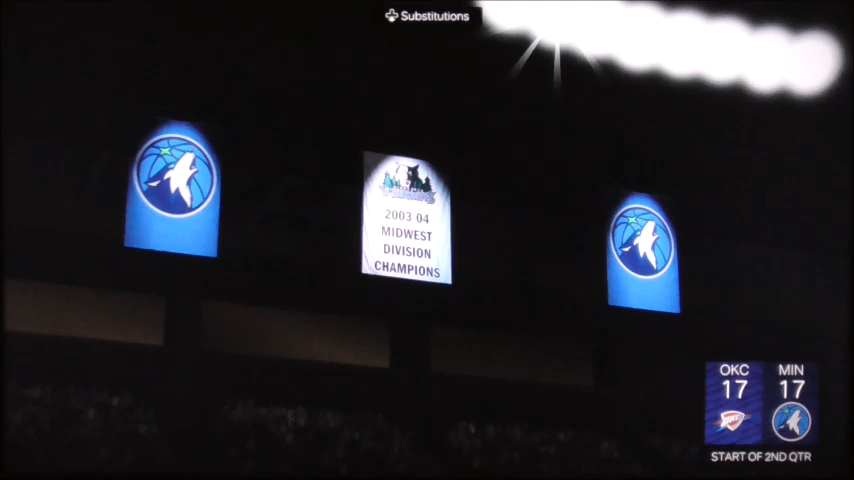 Substitutions
2003 04
MIDWEST
DIVISION
CHAMPIONS
OKC MIN
17 17
START OF 2ND QTR